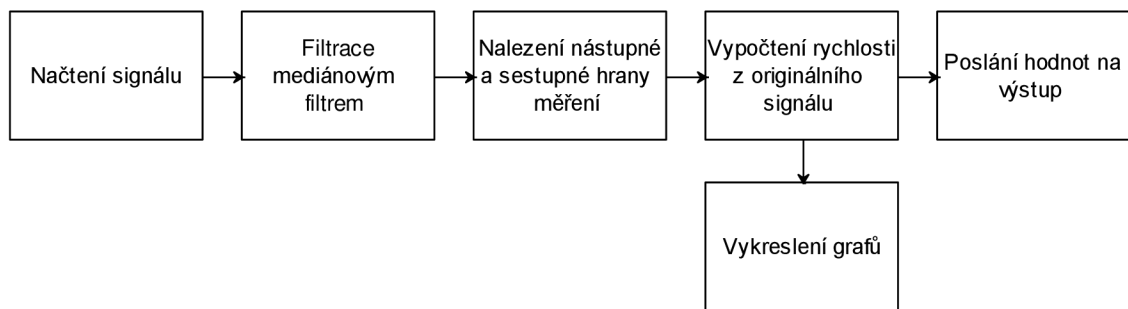 Načtení signálu
Filtrace
mediánovým
filtrem
Nalezení nástupné
a sestupné hrany
měření
Vypočtení rychlosti
z originálního
signálu
Poslání hodnot na
výstup
Vykreslení grafů